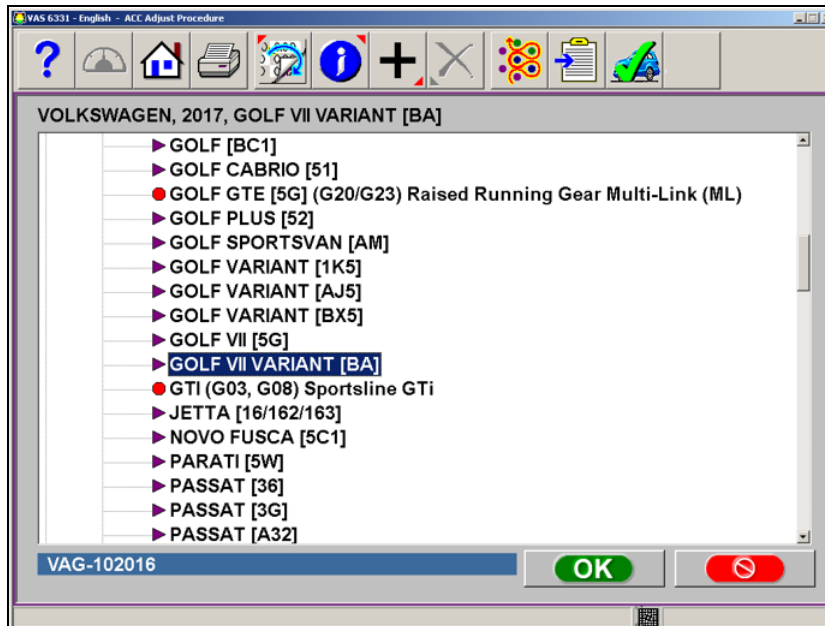 VAS 6331 - English - ACC Adjust Procedure
VOLKSWAGEN, 2017, GOLF VII VARIANT [BA]
GOLF [BC1]
GOLF CABRIO [51]
GOLF GTE [5G] (G20/G23) Raised Running Gear Multi-Link (ML)
GOLF PLUS [52]
GOLF SPORTSVAN [AM]
GOLF VARIANT [1K5]
GOLF VARIANT [AJ5]
GOLF VARIANT [BX5]
GOLF VII [5G]
GOLF VII VARIANT [BA]
GTI (G03, G08) Sportsline GTi
JETTA [16/162/163]
NOVO FUSCA [5C1]
PARATI [5W]
PASSAT [36]
PASSAT [3G]
PASSAT [A32]
VAG-102016
OK